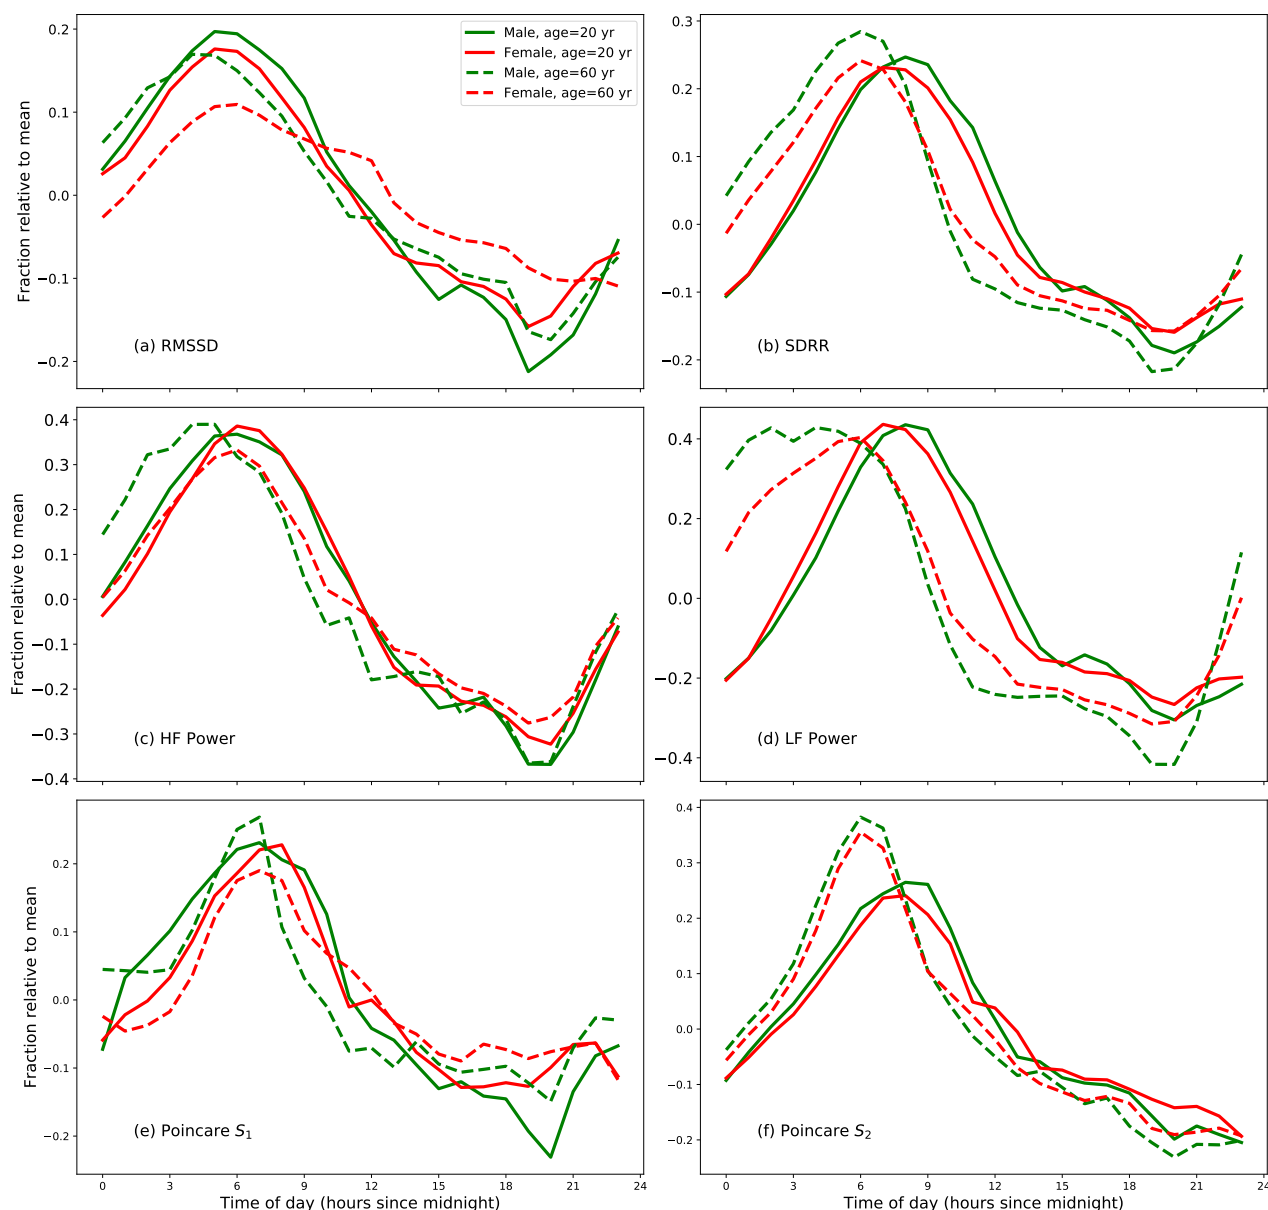 0.2
0.1
0.0
−0.1
−0.2
Fraction relative to mean
Male, age=20 yr
Female, age=20 yr
Male, age=60 yr
Female, age=60 yr
(a) RMSSD
0.3
0.2
0.1
0.0
−0.1
−0.2
(b) SDRR
0.4
0.3
0.2
0.1
0.0
−0.1
−0.2
−0.3
−0.4
Fraction relative to mean
(c) HF Power
0.4
0.2
0.0
−0.2
−0.4
(d) LF Power
0.2
0.1
0.0
−0.1
−0.2
Fraction relative to mean
(e) Poincare S₁
0 3 6 9 12 15 18 21 24
Time of day (hours since midnight)
0.4
0.3
0.2
0.1
0.0
−0.1
−0.2
(f) Poincare S₂
0 3 6 9 12 15 18 21 24
Time of day (hours since midnight)